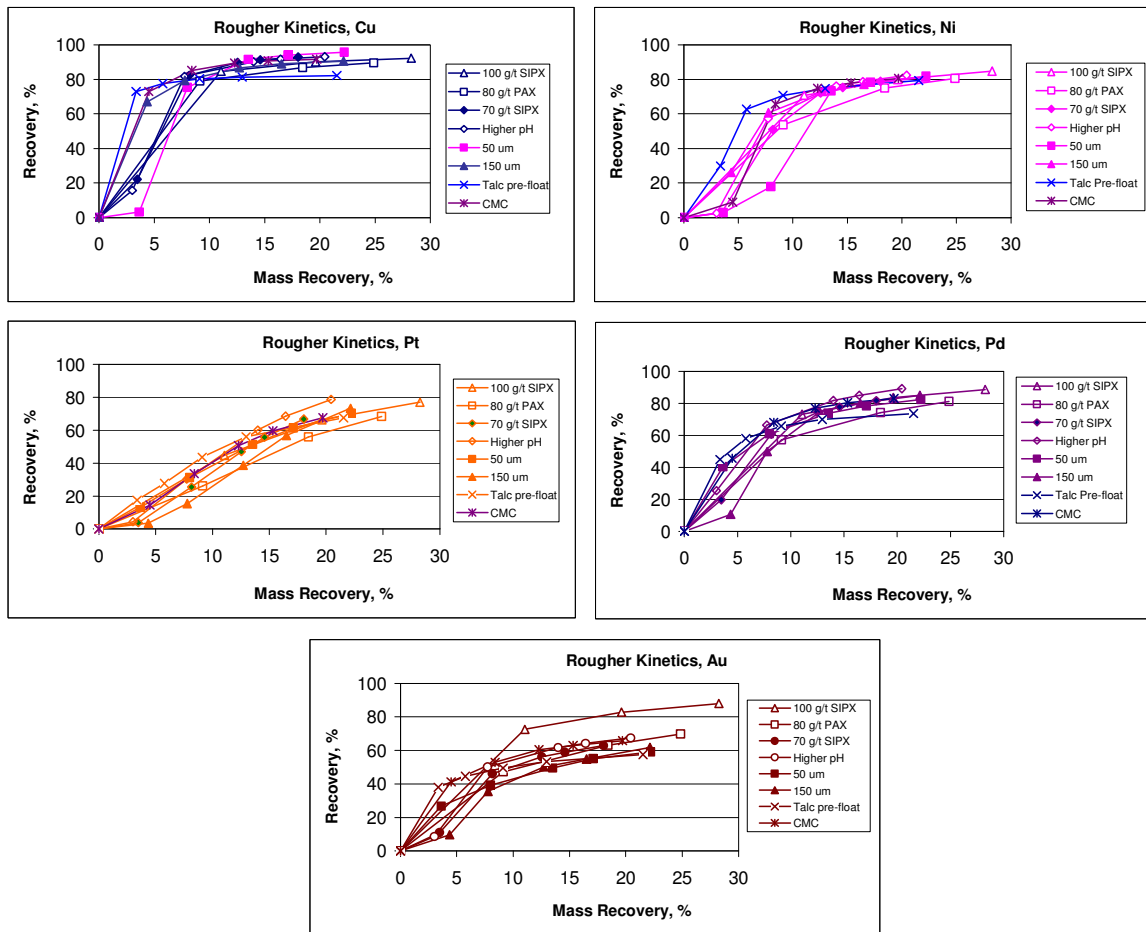 Rougher Kinetics, Cu
100
80
60
40
20
0
0 5 10 15 20 25 30
Recovery, %
Mass Recovery, %
100 g/t SIPX
80 g/t PAX
70 g/t SIPX
Higher pH
50 um
150 um
Talc pre-float
CMC
Rougher Kinetics, Ni
100
80
60
40
20
0
0 5 10 15 20 25 30
Recovery, %
Mass Recovery, %
100 g/t SIPX
80 g/t PAX
70 g/t SIPX
Higher pH
50 um
150 um
Talc Pre-float
CMC
Rougher Kinetics, Pt
100
80
60
40
20
0
0 5 10 15 20 25 30
Recovery, %
Mass Recovery, %
100 g/t SIPX
80 g/t PAX
70 g/t SIPX
Higher pH
50 um
150 um
Talc pre-float
CMC
Rougher Kinetics, Pd
100
80
60
40
20
0
0 5 10 15 20 25 30
Recovery, %
Mass Recovery, %
100 g/t SIPX
80 g/t PAX
70 g/t SIPX
Higher pH
50 um
150 um
Talc Pre-float
CMC
Rougher Kinetics, Au
100
80
60
40
20
0
0 5 10 15 20 25 30
Recovery, %
Mass Recovery, %
100 g/t SIPX
80 g/t PAX
70 g/t SIPX
Higher pH
50 um
150 um
Talc pre-float
CMC